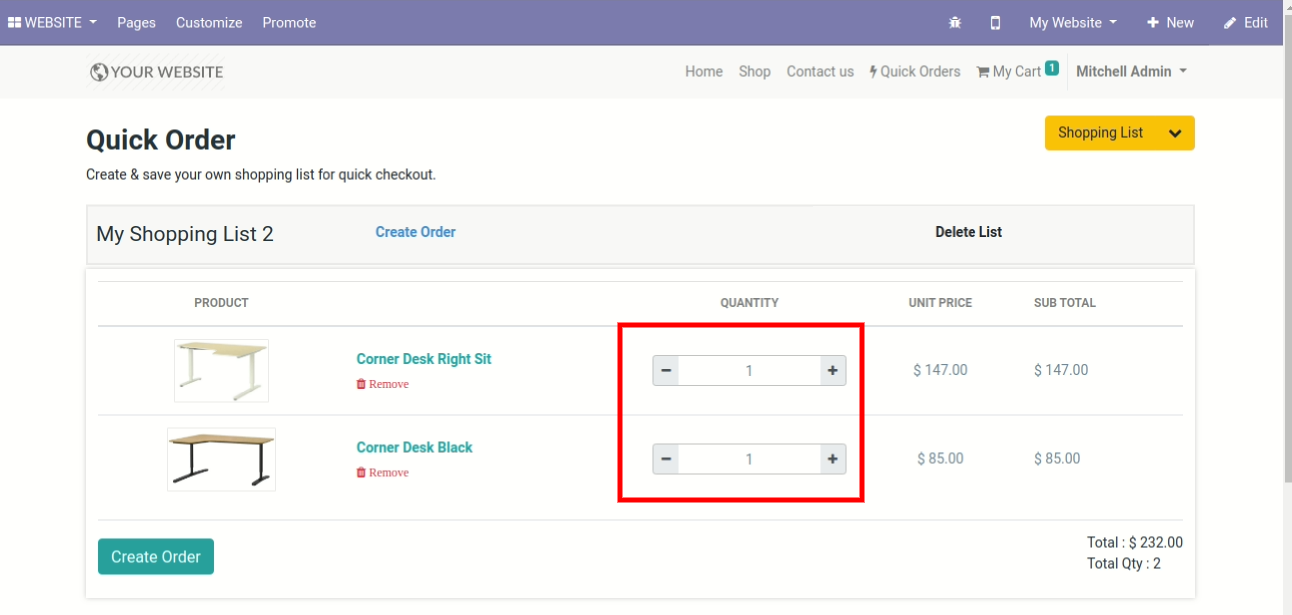 WEBSITE Pages Customize Promote My Website + New Edit
YOUR WEBSITE Home Shop Contact us Quick Orders My Cart 1 Mitchell Admin
Quick Order Shopping List
Create & save your own shopping list for quick checkout.
My Shopping List 2 Create Order Delete List
PRODUCT QUANTITY UNIT PRICE SUB TOTAL
Corner Desk Right Sit
Remove
− 1 + $ 147.00 $ 147.00
Corner Desk Black
Remove
− 1 + $ 85.00 $ 85.00
Create Order
Total : $ 232.00
Total Qty : 2